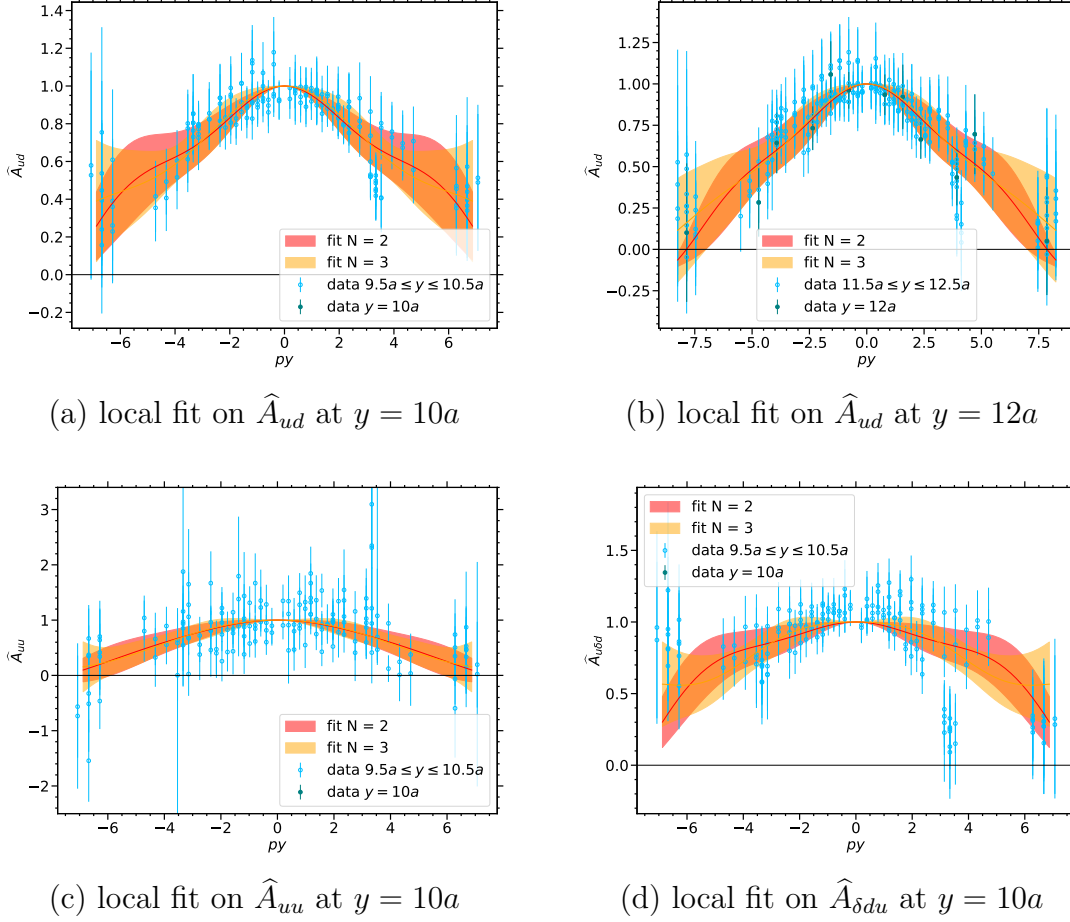 1.4
1.2
1.0
0.8
0.6
0.4
0.2
0.0
−0.2
Â_ud
−6 −4 −2 0 2 4 6
py
fit N = 2
fit N = 3
data 9.5a ≤ y ≤ 10.5a
data y = 10a
(a) local fit on Â_ud at y = 10a
1.25
1.00
0.75
0.50
0.25
0.00
−0.25
Â_ud
−7.5 −5.0 −2.5 0.0 2.5 5.0 7.5
py
fit N = 2
fit N = 3
data 11.5a ≤ y ≤ 12.5a
data y = 12a
(b) local fit on Â_ud at y = 12a
3
2
1
0
−1
−2
Â_uu
−6 −4 −2 0 2 4 6
py
fit N = 2
fit N = 3
data 9.5a ≤ y ≤ 10.5a
data y = 10a
(c) local fit on Â_uu at y = 10a
1.5
1.0
0.5
0.0
Â_uδd
−6 −4 −2 0 2 4 6
py
fit N = 2
fit N = 3
data 9.5a ≤ y ≤ 10.5a
data y = 10a
(d) local fit on Â_δdu at y = 10a